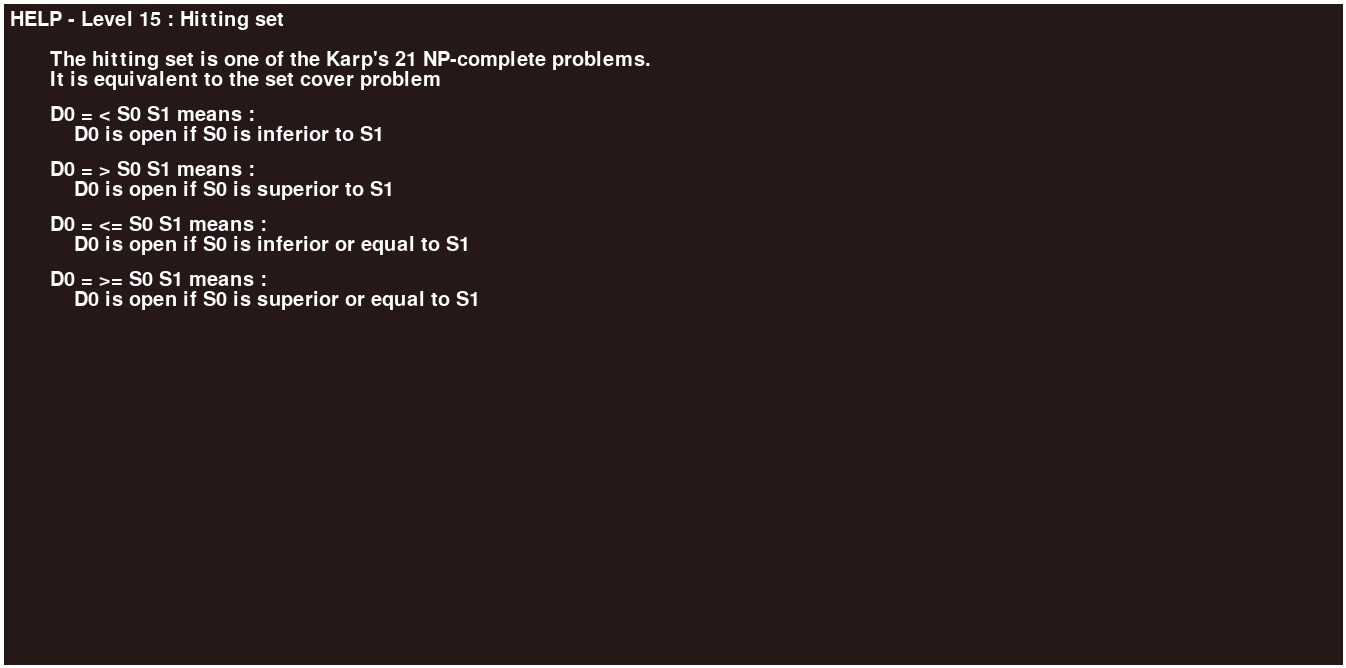 HELP - Level 15 : Hitting set
The hitting set is one of the Karp's 21 NP-complete problems.
It is equivalent to the set cover problem
D0 = < S0 S1 means :
D0 is open if S0 is inferior to S1
D0 = > S0 S1 means :
D0 is open if S0 is superior to S1
D0 = <= S0 S1 means :
D0 is open if S0 is inferior or equal to S1
D0 = >= S0 S1 means :
D0 is open if S0 is superior or equal to S1